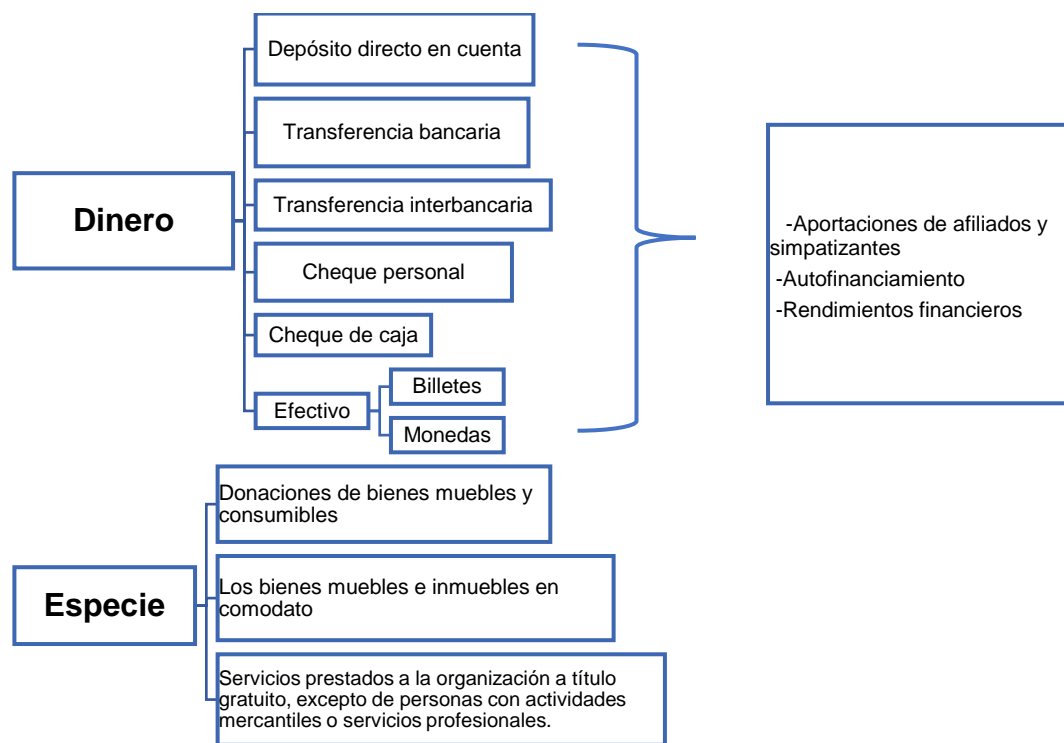 Dinero
Depósito directo en cuenta
Transferencia bancaria
Transferencia interbancaria
Cheque personal
Cheque de caja
Efectivo
Billetes
Monedas
-Aportaciones de afiliados y
simpatizantes
-Autofinanciamiento
-Rendimientos financieros
Especie
Donaciones de bienes muebles y
consumibles
Los bienes muebles e inmuebles en
comodato
Servicios prestados a la organización a título
gratuito, excepto de personas con actividades
mercantiles o servicios profesionales.